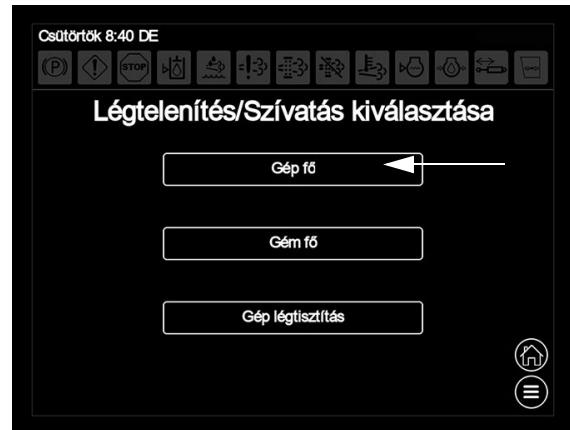 Csütörtök 8:40 DE
STOP
Légtelenítés/Szívatás kiválasztása
Gép fő
Gém fő
Gép légtisztítás